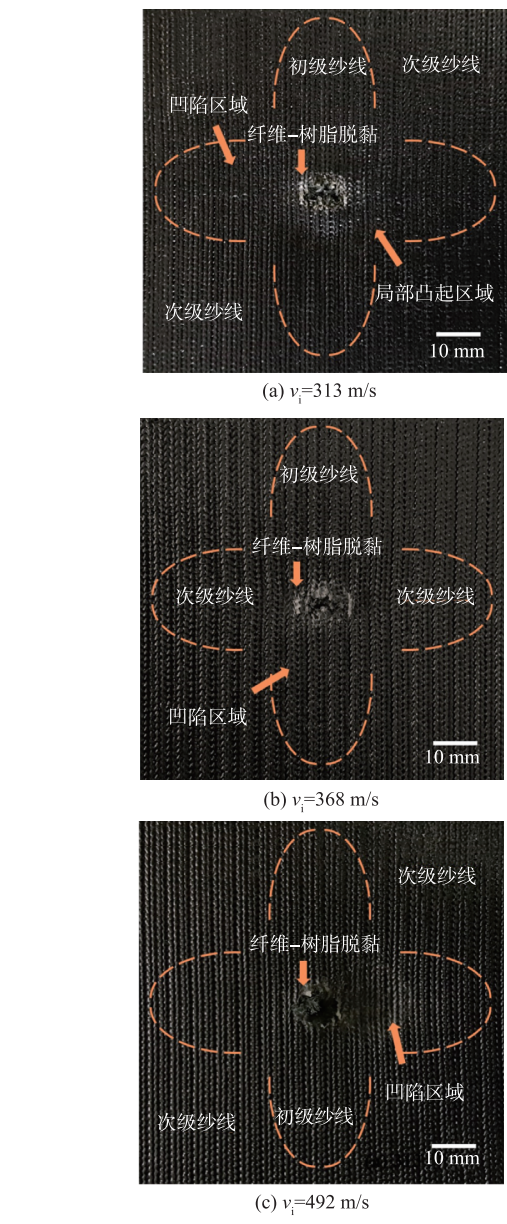 初级纱线
次级纱线
凹陷区域
纤维-树脂脱黏
局部凸起区域
次级纱线
10 mm
(a) vi=313 m/s
初级纱线
纤维-树脂脱黏
次级纱线
次级纱线
凹陷区域
10 mm
(b) vi=368 m/s
次级纱线
纤维-树脂脱黏
凹陷区域
次级纱线
初级纱线
10 mm
(c) vi=492 m/s